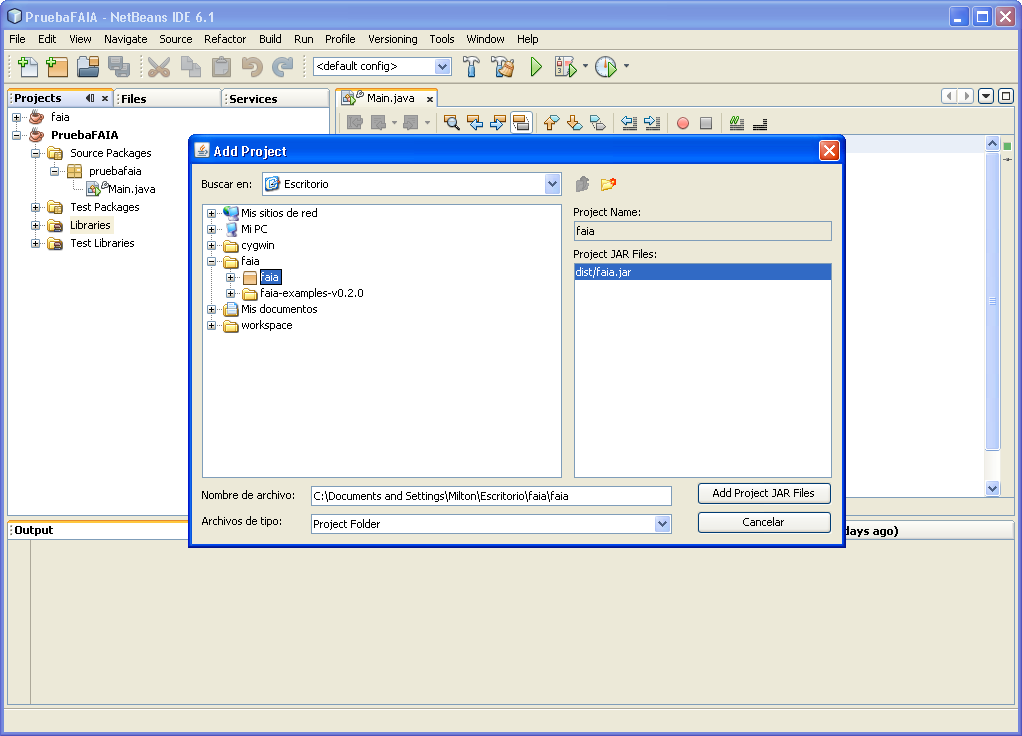 PruebaFAIA - NetBeans IDE 6.1
File Edit View Navigate Source Refactor Build Run Profile Versioning Tools Window Help
<default config>
Projects
Files
Services
Main.java
faia
PruebaFAIA
Source Packages
pruebafaia
Main.java
Test Packages
Libraries
Test Libraries
Add Project
Buscar en: Escritorio
Mis sitios de red
Mi PC
cygwin
faia
faia
faia-examples-v0.2.0
Mis documentos
workspace
Project Name:
faia
Project JAR Files:
dist/faia.jar
Nombre de archivo: C:\Documents and Settings\Milton\Escritorio\faia\faia
Archivos de tipo: Project Folder
Add Project JAR Files
Cancelar
Output
days ago)